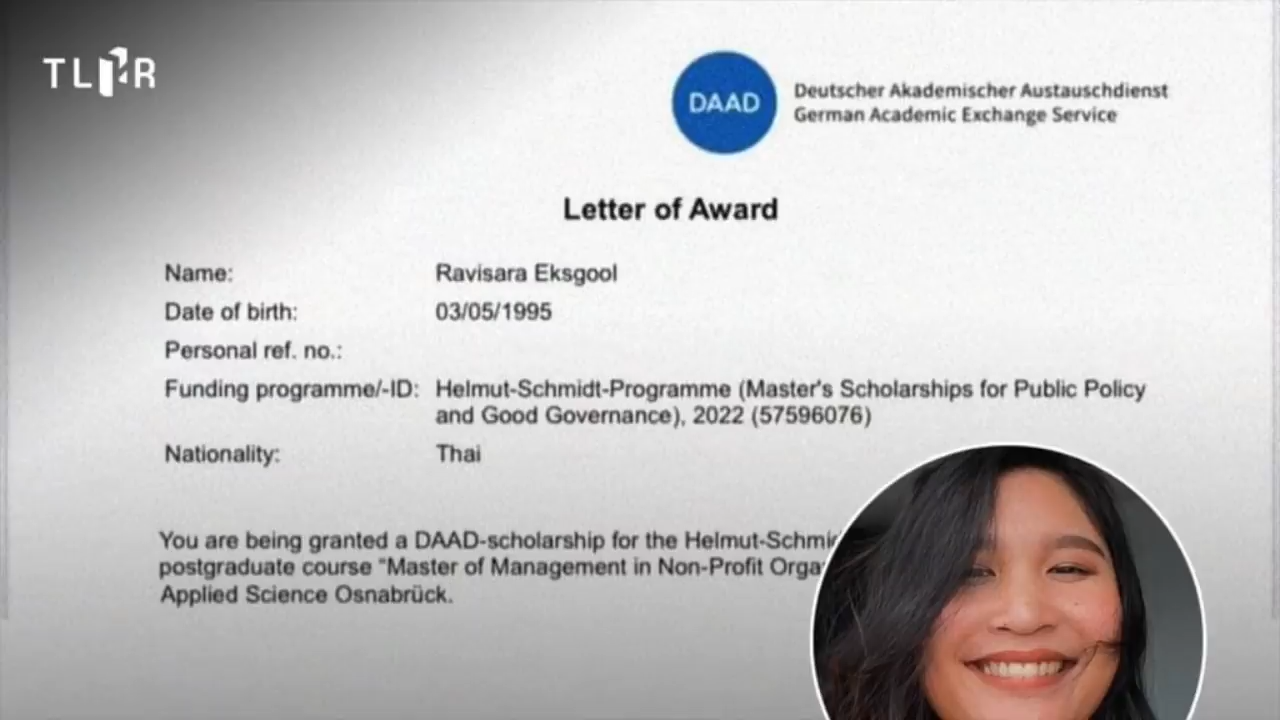 TLHR
DAAD
Deutscher Akademischer Austauschdienst
German Academic Exchange Service
Letter of Award
Name: Ravisara Eksgool
Date of birth: 03/05/1995
Personal ref. no.:
Funding programme/-ID: Helmut-Schmidt-Programme (Master's Scholarships for Public Policy
and Good Governance), 2022 (57596076)
Nationality: Thai
You are being granted a DAAD-scholarship for the Helmut-Schmi
postgraduate course "Master of Management in Non-Profit Orga
Applied Science Osnabrück.